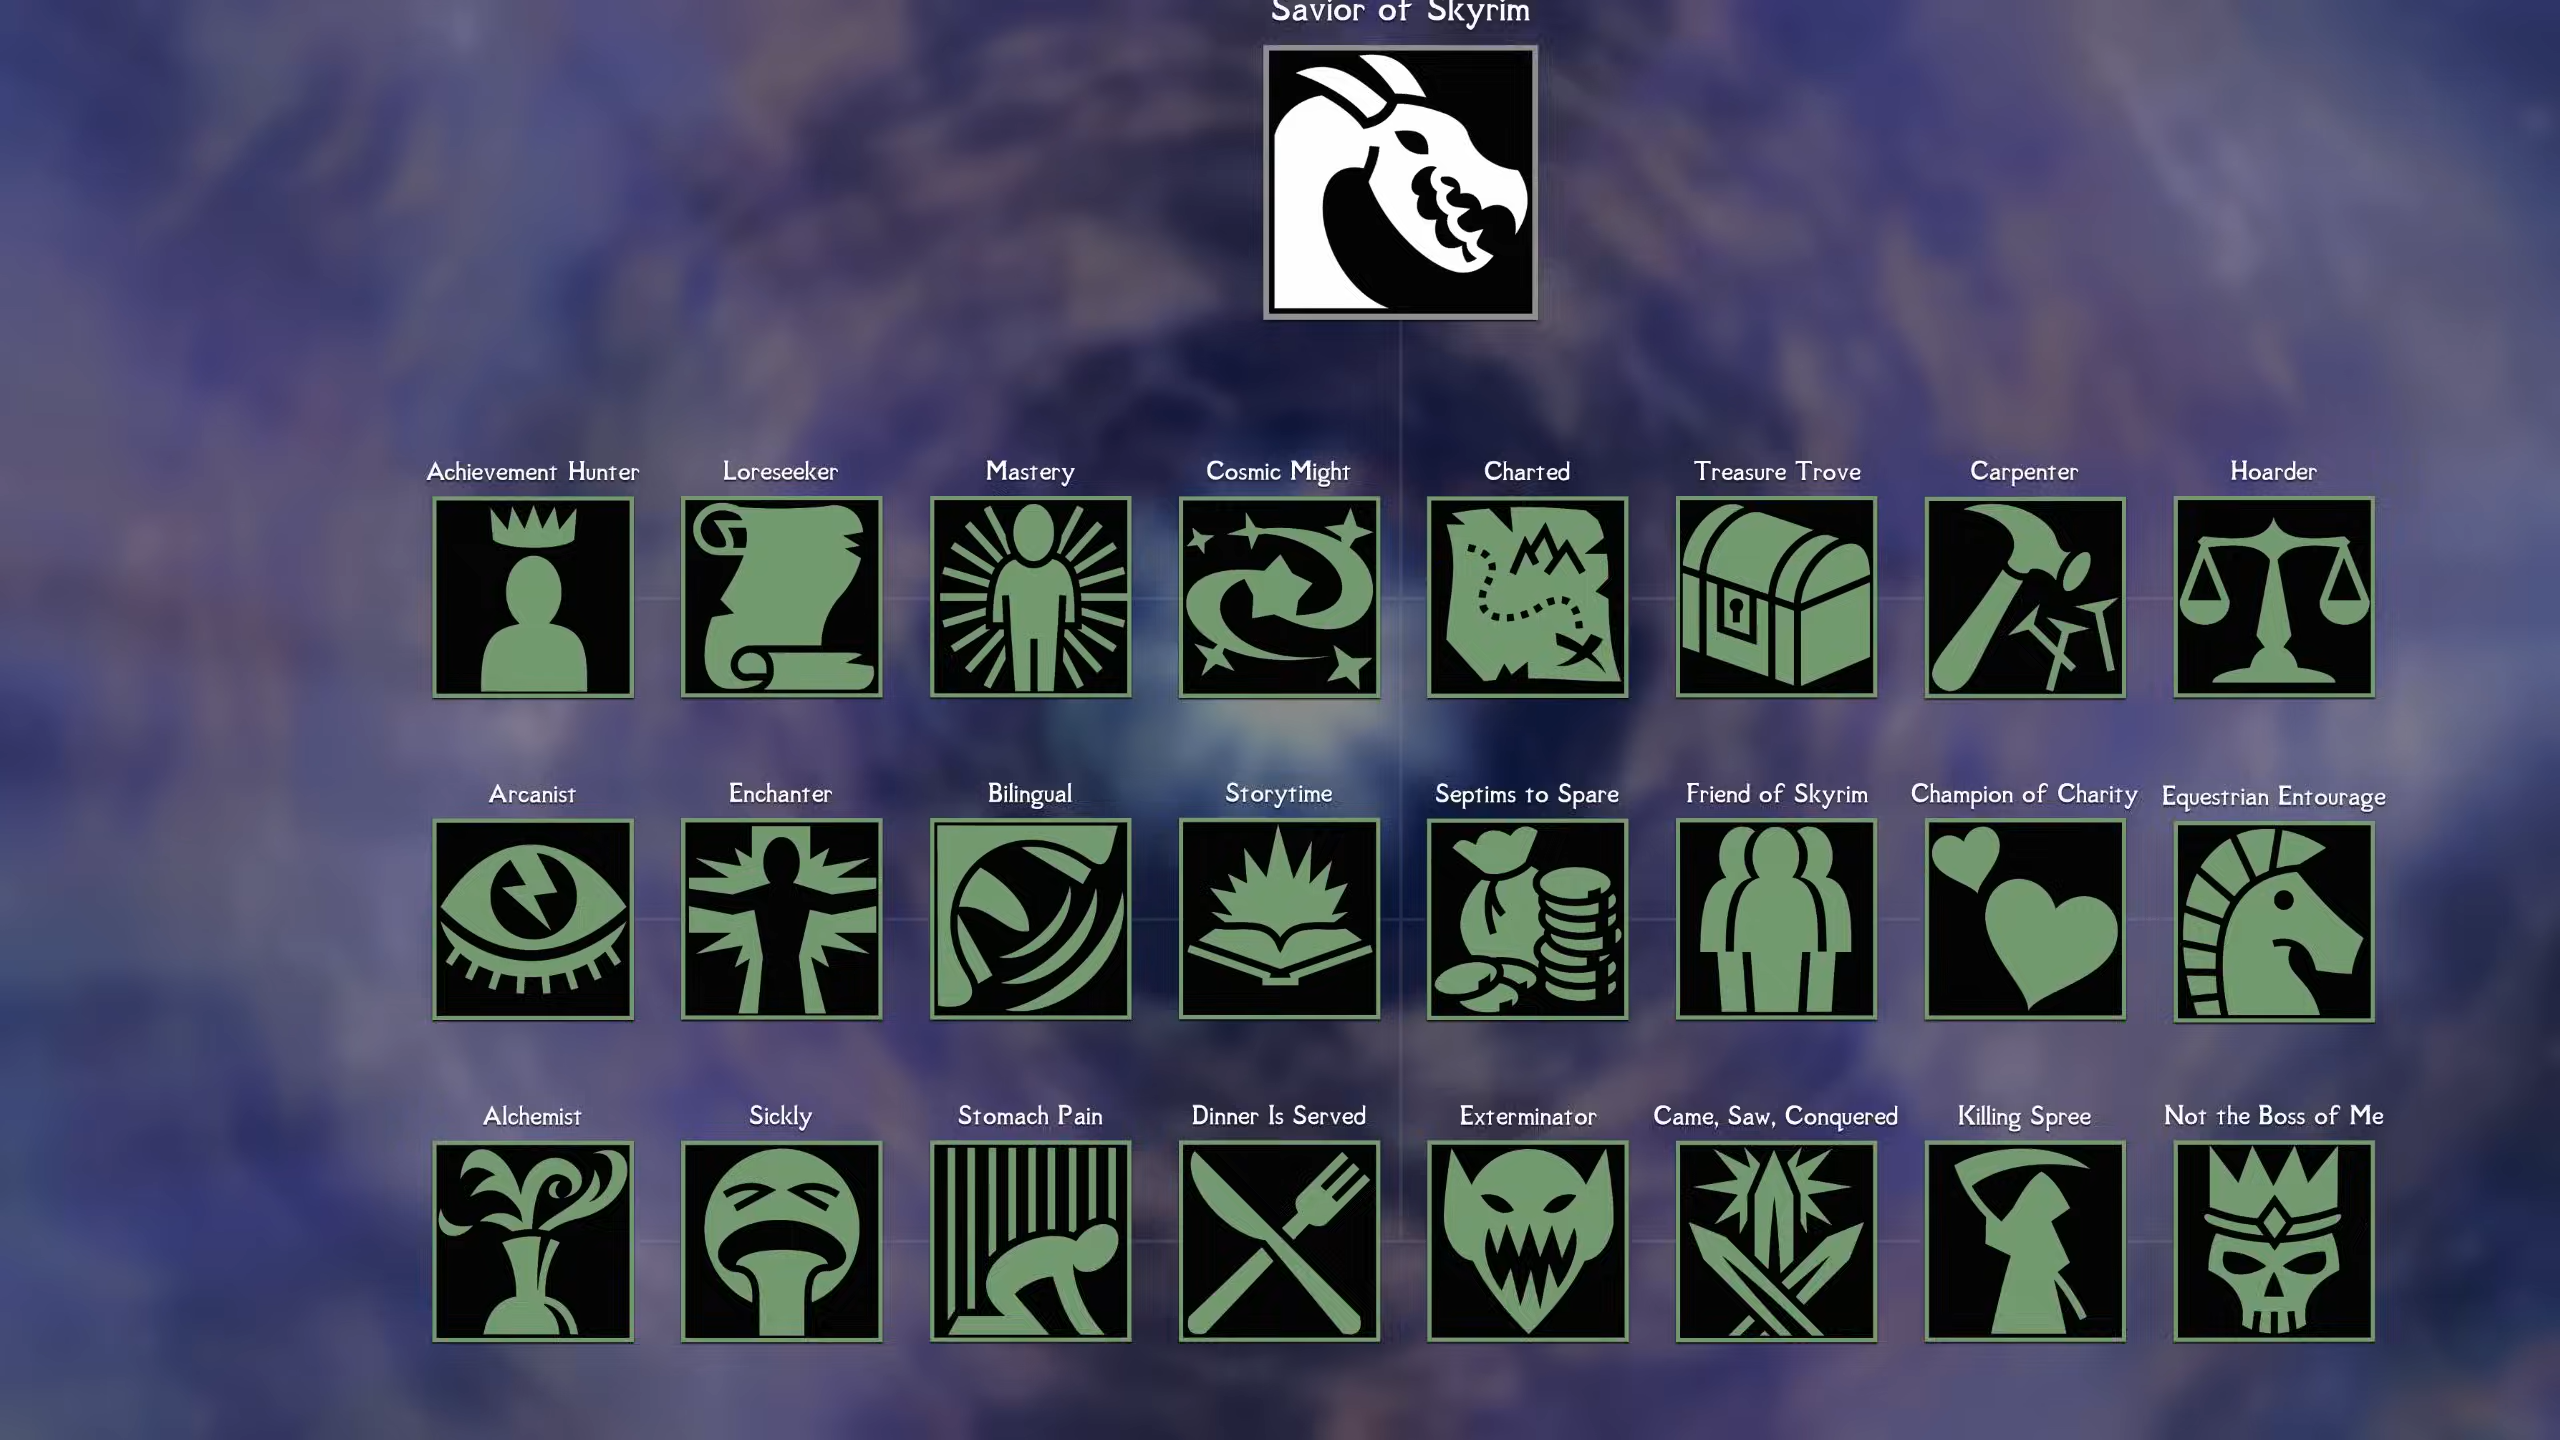 Savior of Skyrim
Achievement Hunter
Loreseeker
Mastery
Cosmic Might
Charted
Treasure Trove
Carpenter
Hoarder
Arcanist
Enchanter
Bilingual
Storytime
Septims to Spare
Friend of Skyrim
Champion of Charity
Equestrian Entourage
Alchemist
Sickly
Stomach Pain
Dinner Is Served
Exterminator
Came, Saw, Conquered
Killing Spree
Not the Boss of Me